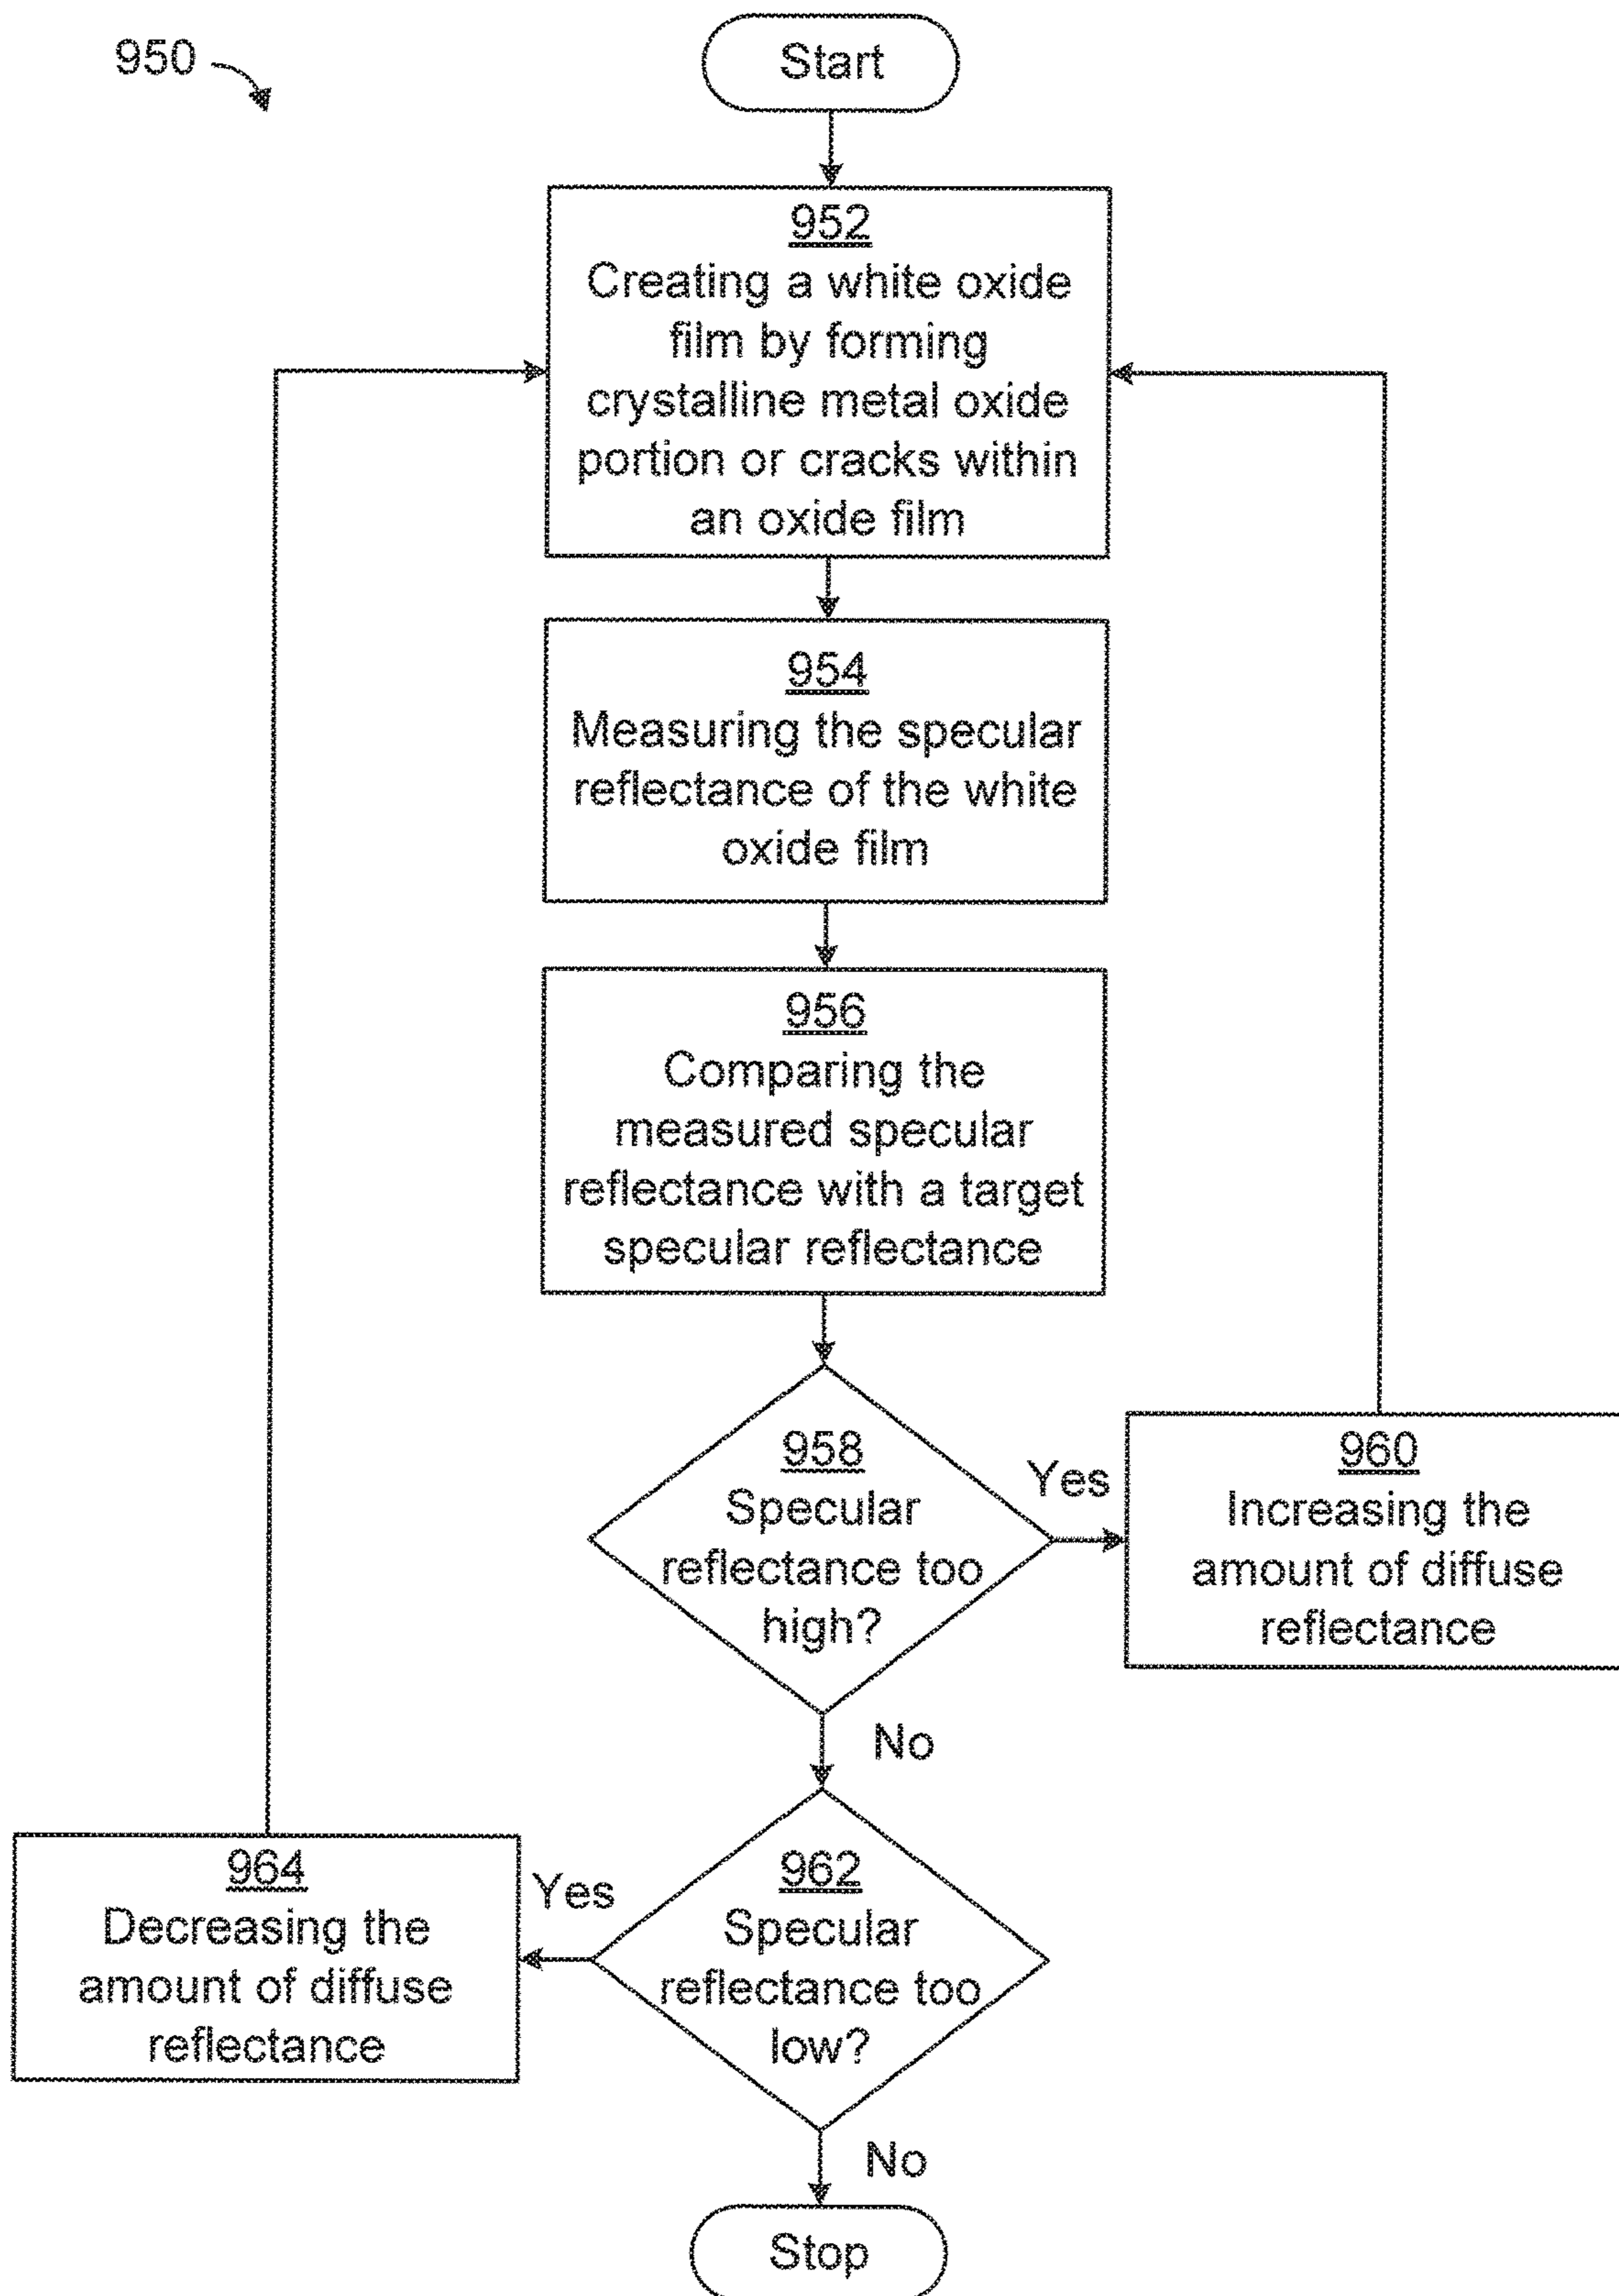 950
Start
952
Creating a white oxide
film by forming
crystalline metal oxide
portion or cracks within
an oxide film
954
Measuring the specular
reflectance of the white
oxide film
956
Comparing the
measured specular
reflectance with a target
specular reflectance
958
Specular
reflectance too
high?
Yes
960
Increasing the
amount of diffuse
reflectance
No
962
Specular
reflectance too
low?
Yes
964
Decreasing the
amount of diffuse
reflectance
No
Stop